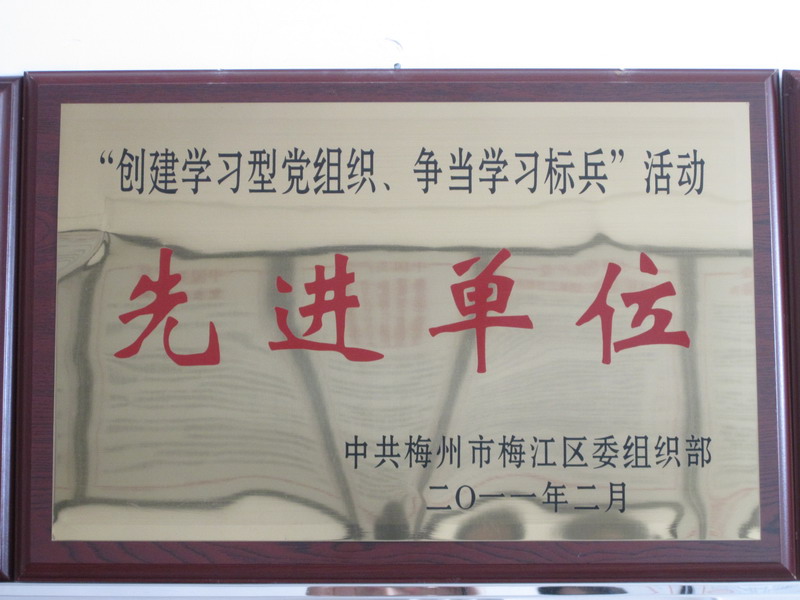 “创建学习型党组织、争当学习标兵”活动
先进单位
中共梅州市梅江区委组织部
二〇一一年二月